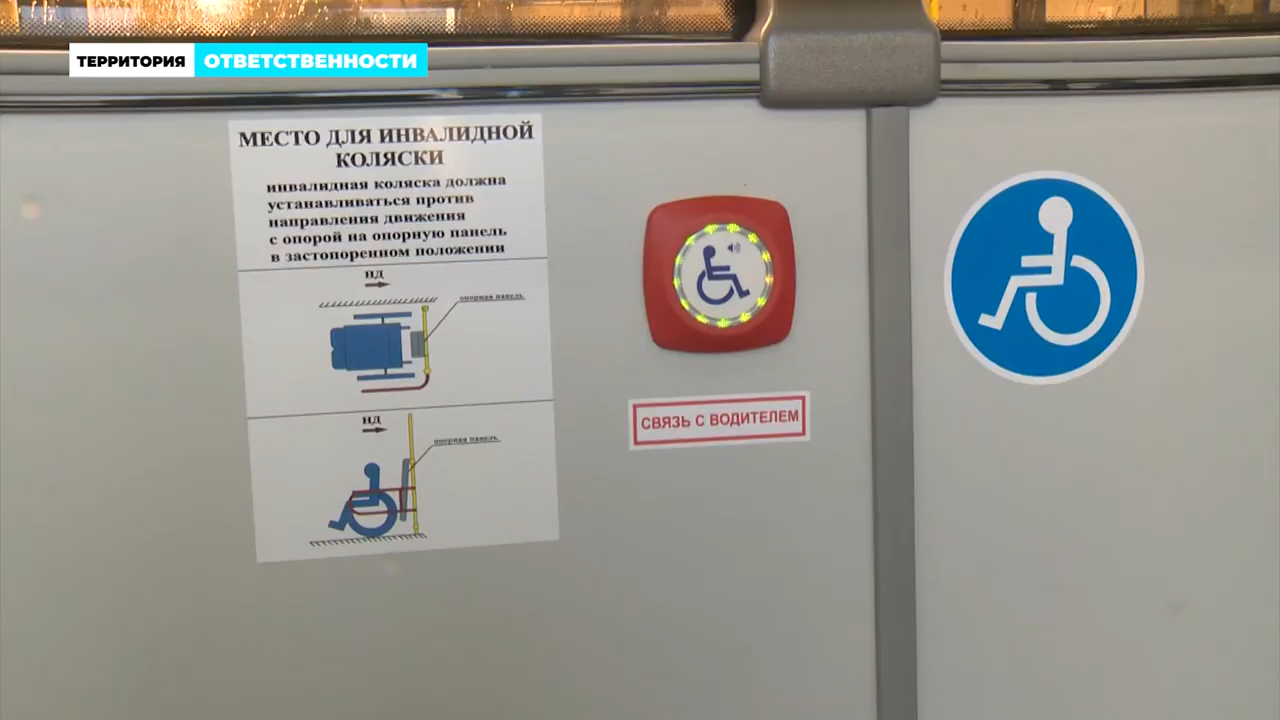 ТЕРРИТОРИЯ ОТВЕТСТВЕННОСТИ
МЕСТО ДЛЯ ИНВАЛИДНОЙ
КОЛЯСКИ
инвалидная коляска должна
устанавливаться против
направления движения
с опорой на опорную панель
в застопоренном положении
НД
опорная панель
НД
опорная панель
СВЯЗЬ С ВОДИТЕЛЕМ